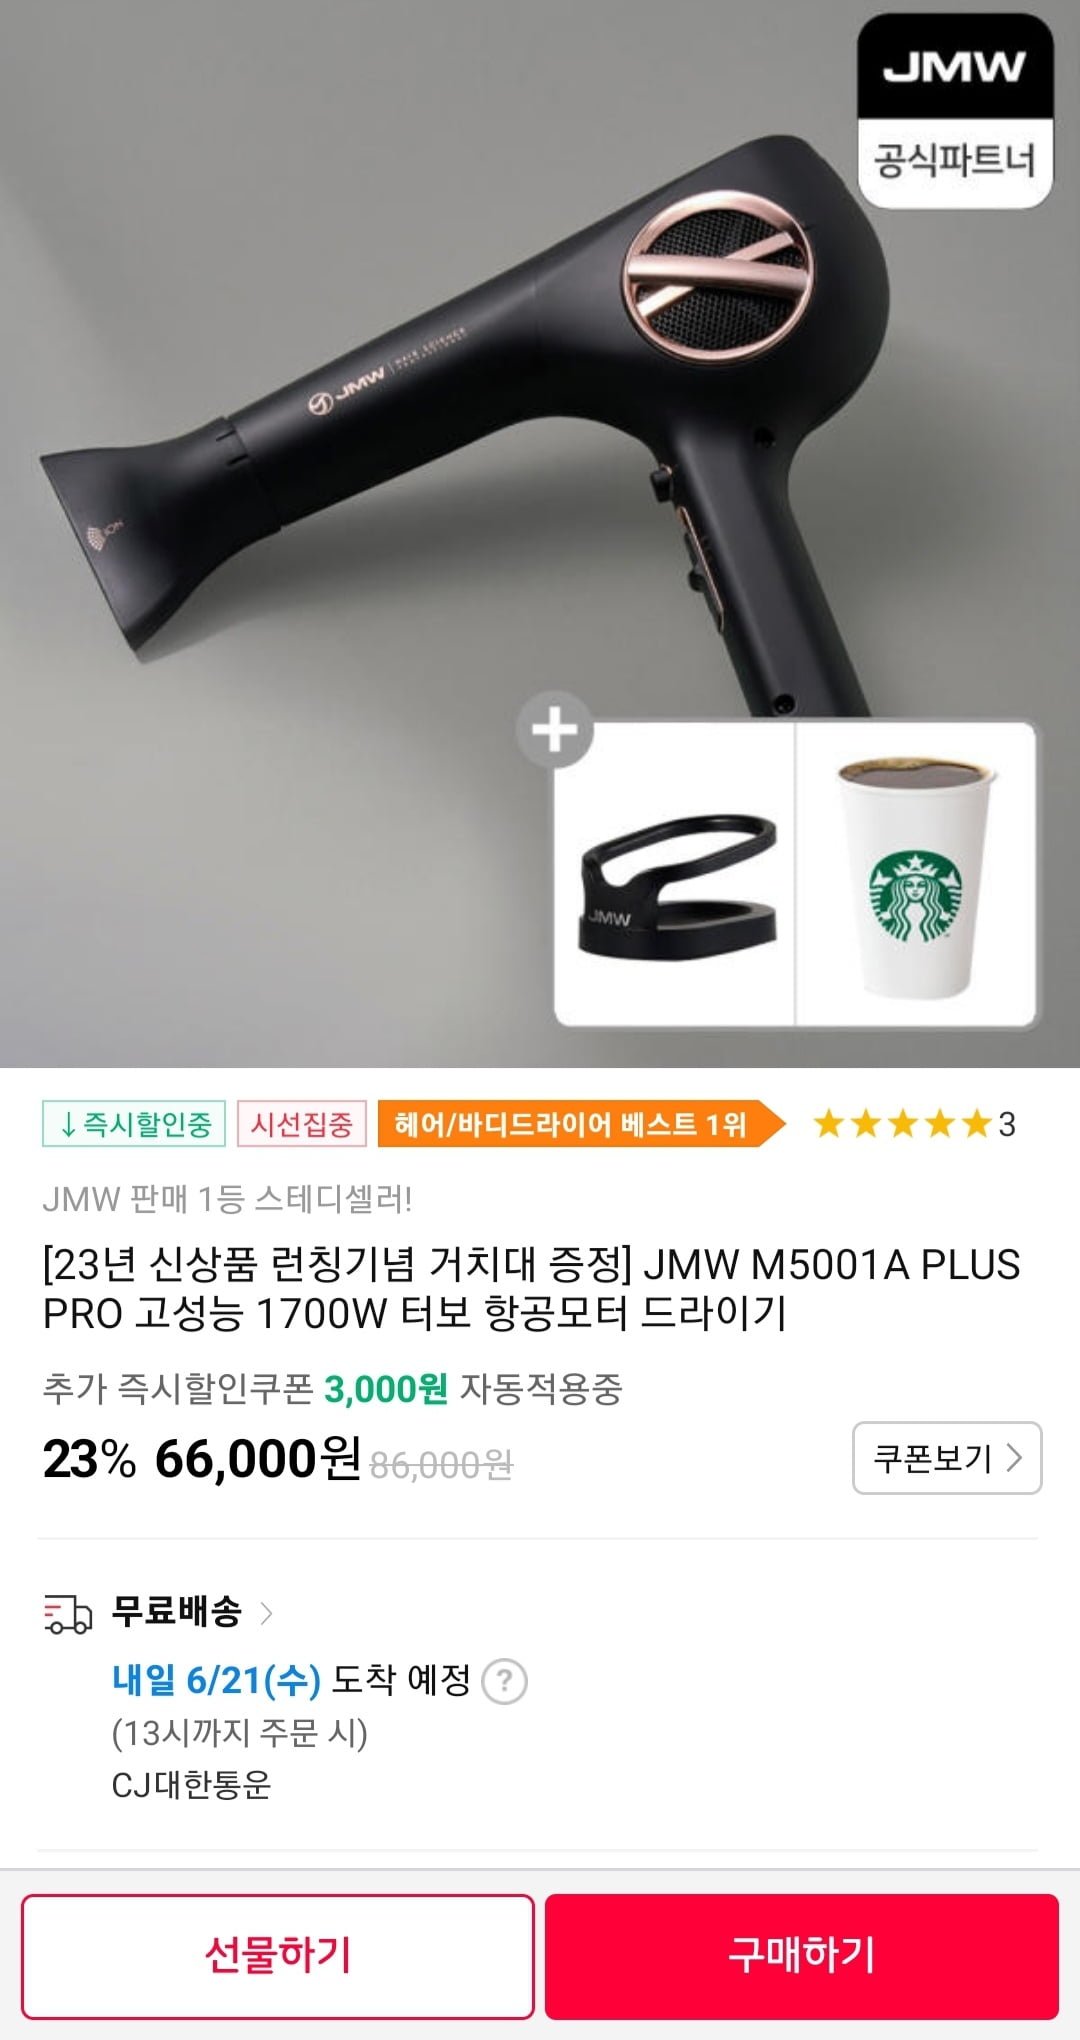 JMW
공식파트너
JMW | HAIR SCIENCE
ION
JMW
↓즉시할인중 시선집중 헤어/바디드라이어 베스트 1위 ★★★★★ 3
JMW 판매 1등 스테디셀러!
[23년 신상품 런칭기념 거치대 증정] JMW M5001A PLUS
PRO 고성능 1700W 터보 항공모터 드라이기
추가 즉시할인쿠폰 3,000원 자동적용중
23% 66,000원 86,000원
쿠폰보기 >
무료배송 >
내일 6/21(수) 도착 예정 ?
(13시까지 주문 시)
CJ대한통운
선물하기
구매하기